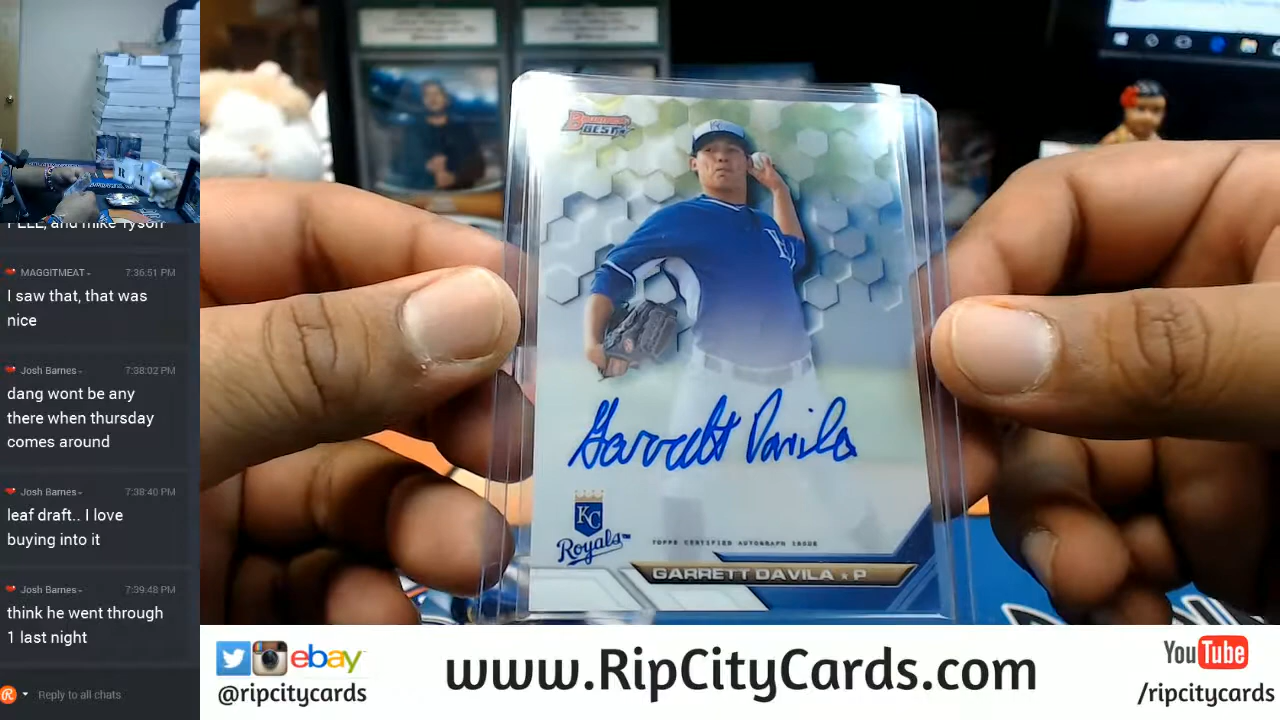 PELE, and mike Tyson
MAGGITMEAT
7:36:51 PM
I saw that, that was
nice
Josh Barnes
7:38:02 PM
dang wont be any
there when thursday
comes around
Josh Barnes
7:38:40 PM
leaf draft.. I love
buying into it
Josh Barnes
7:39:48 PM
think he went through
1 last night
Reply to all chats
BOWMAN'S
BEST
KC
Garrett Davila
KC
Royals™
TOPPS CERTIFIED AUTOGRAPH ISSUE
GARRETT DAVILA ★ P
ebay
@ripcitycards
www.RipCityCards.com
YouTube
/ripcitycards